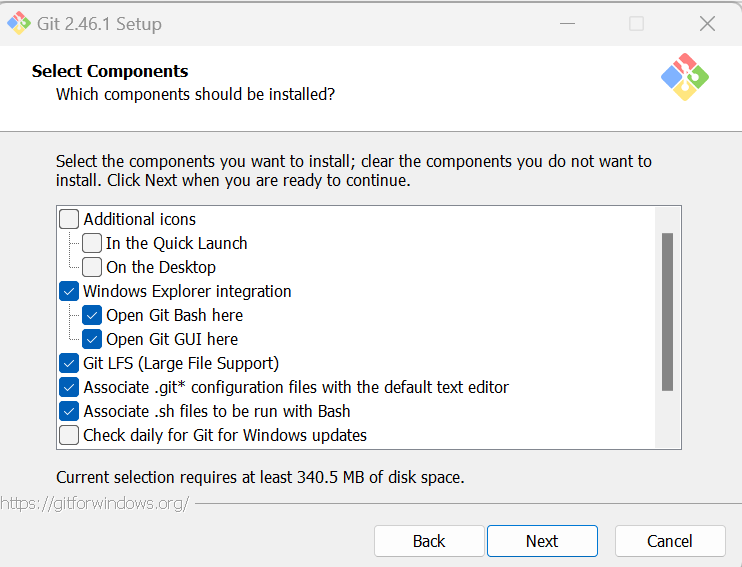 Git 2.46.1 Setup
Select Components
Which components should be installed?
Select the components you want to install; clear the components you do not want to
install. Click Next when you are ready to continue.
Additional icons
In the Quick Launch
On the Desktop
Windows Explorer integration
Open Git Bash here
Open Git GUI here
Git LFS (Large File Support)
Associate .git* configuration files with the default text editor
Associate .sh files to be run with Bash
Check daily for Git for Windows updates
Current selection requires at least 340.5 MB of disk space.
https://gitforwindows.org/
Back Next Cancel